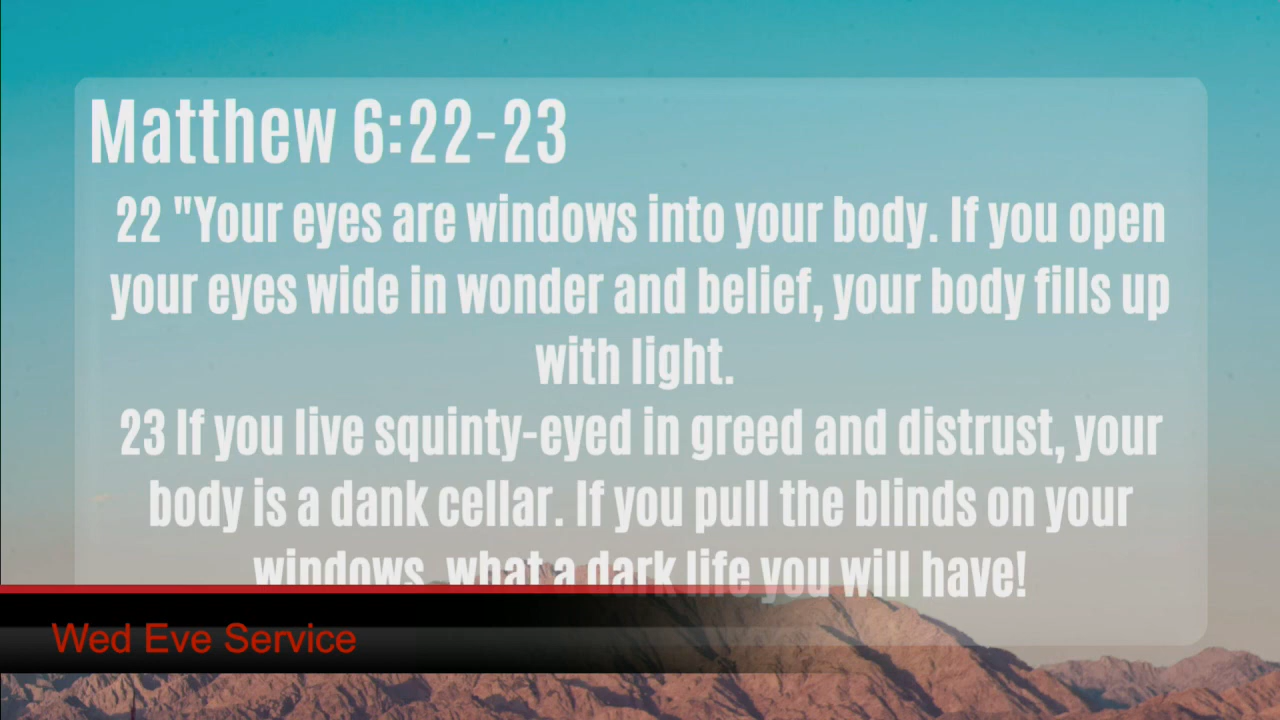 Matthew 6:22-23
22 "Your eyes are windows into your body. If you open
your eyes wide in wonder and belief, your body fills up
with light.
23 If you live squinty-eyed in greed and distrust, your
body is a dank cellar. If you pull the blinds on your
windows, what a dark life you will have!
Wed Eve Service